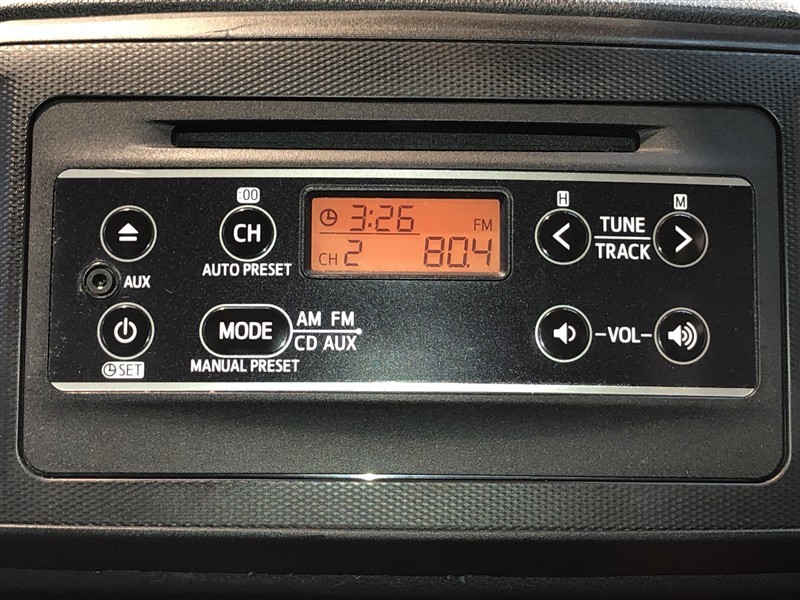 :00
H
M
CH
AUTO PRESET
3:26
FM
CH 2
80.4
TUNE
TRACK
AUX
MODE
AM FM
CD AUX
MANUAL PRESET
SET
-VOL-